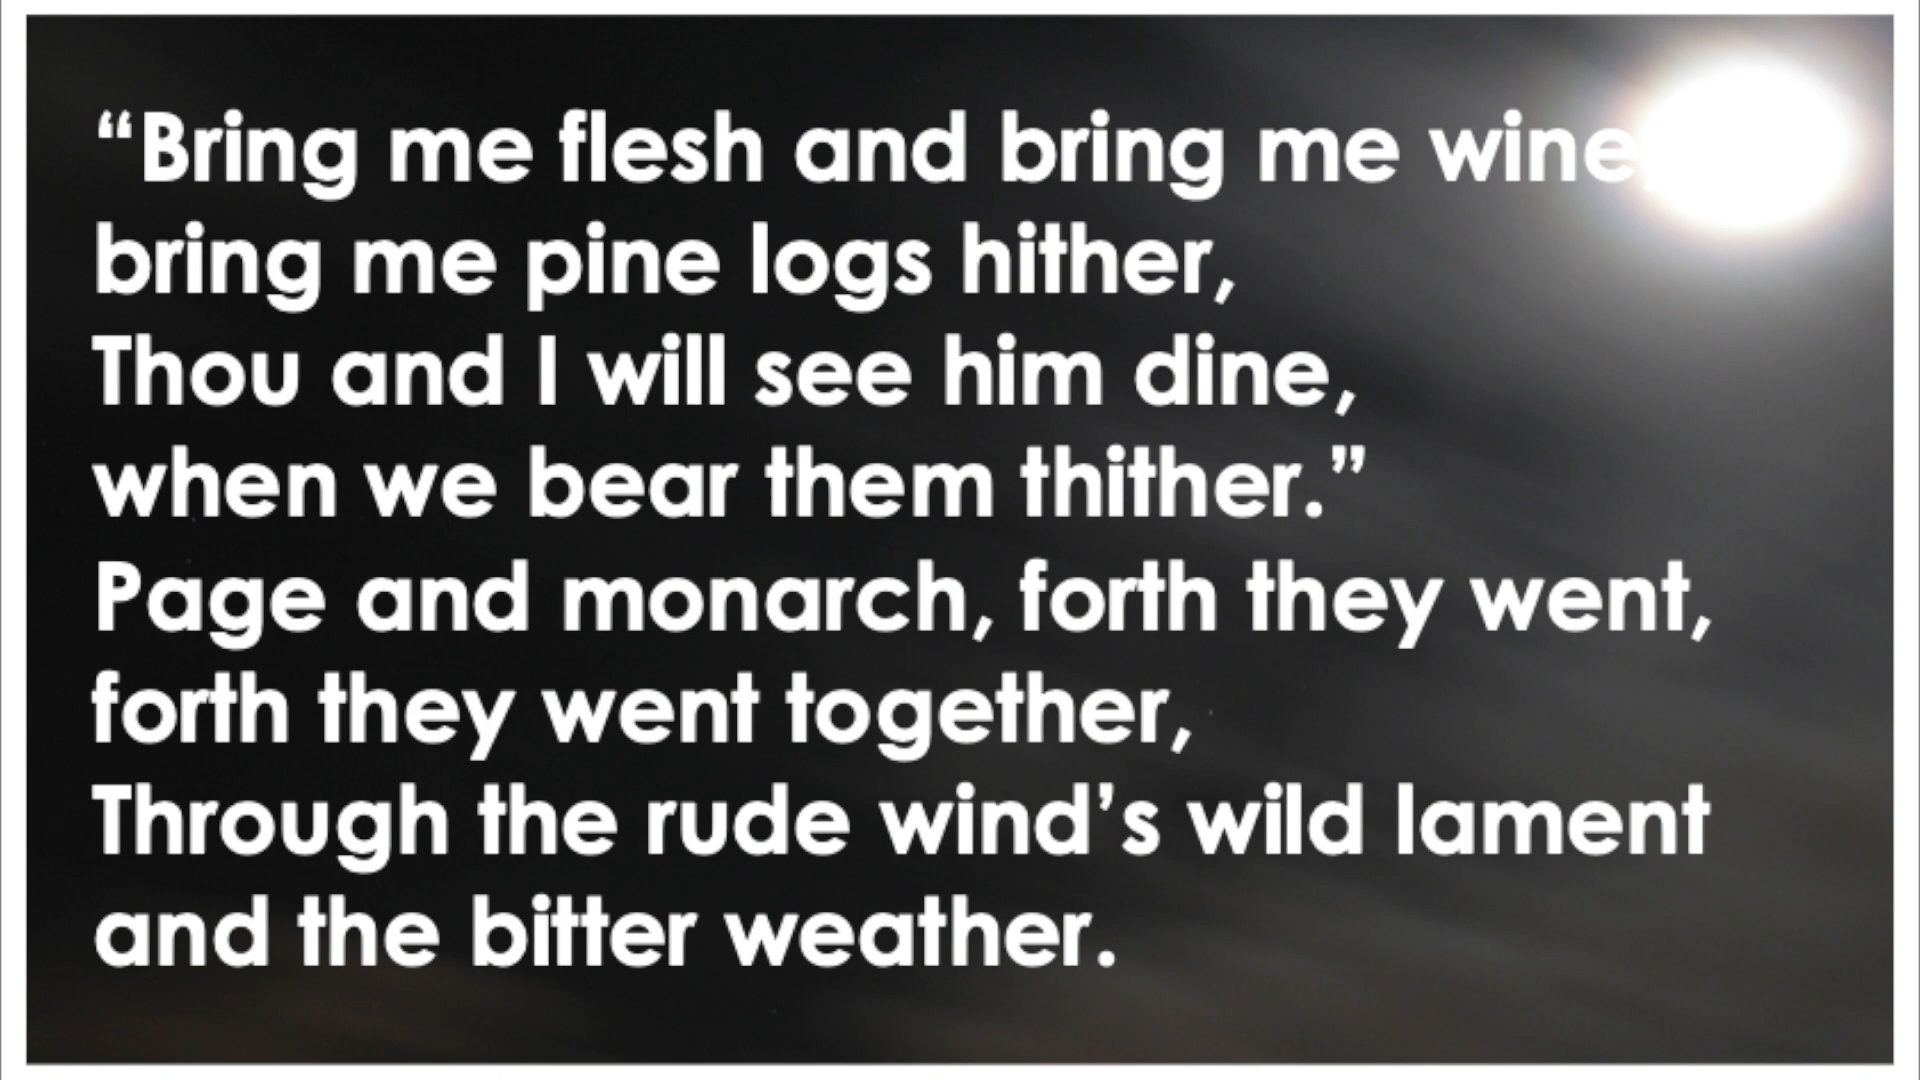 “Bring me flesh and bring me wine,
bring me pine logs hither,
Thou and I will see him dine,
when we bear them thither.”
Page and monarch, forth they went,
forth they went together,
Through the rude wind’s wild lament
and the bitter weather.